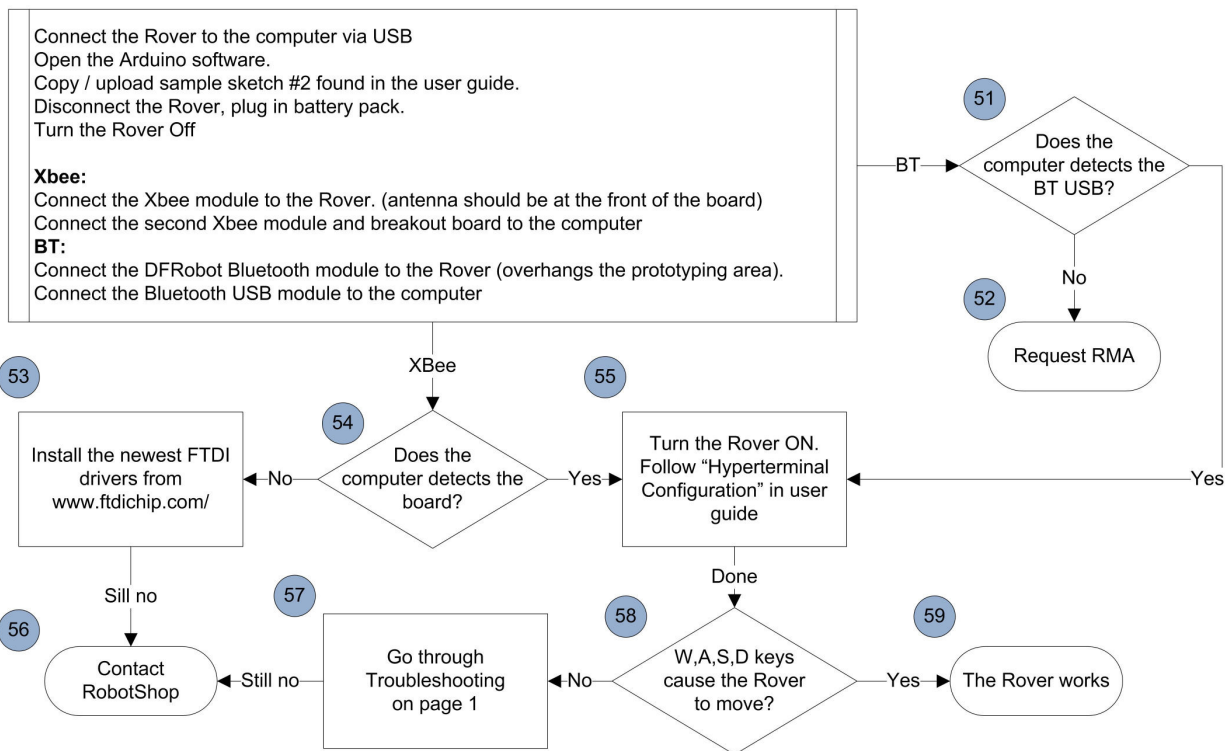 Connect the Rover to the computer via USB
Open the Arduino software.
Copy / upload sample sketch #2 found in the user guide.
Disconnect the Rover, plug in battery pack.
Turn the Rover Off
Xbee:
Connect the Xbee module to the Rover. (antenna should be at the front of the board)
Connect the second Xbee module and breakout board to the computer
BT:
Connect the DFRobot Bluetooth module to the Rover (overhangs the prototyping area).
Connect the Bluetooth USB module to the computer
BT
51
Does the
computer detects the
BT USB?
No
52
Request RMA
Yes
XBee
53
Install the newest FTDI
drivers from
www.ftdichip.com/
No
54
Does the
computer detects the
board?
Yes
55
Turn the Rover ON.
Follow “Hyperterminal
Configuration” in user
guide
Sill no
Done
56
Contact
RobotShop
Still no
57
Go through
Troubleshooting
on page 1
No
58
W,A,S,D keys
cause the Rover
to move?
Yes
59
The Rover works